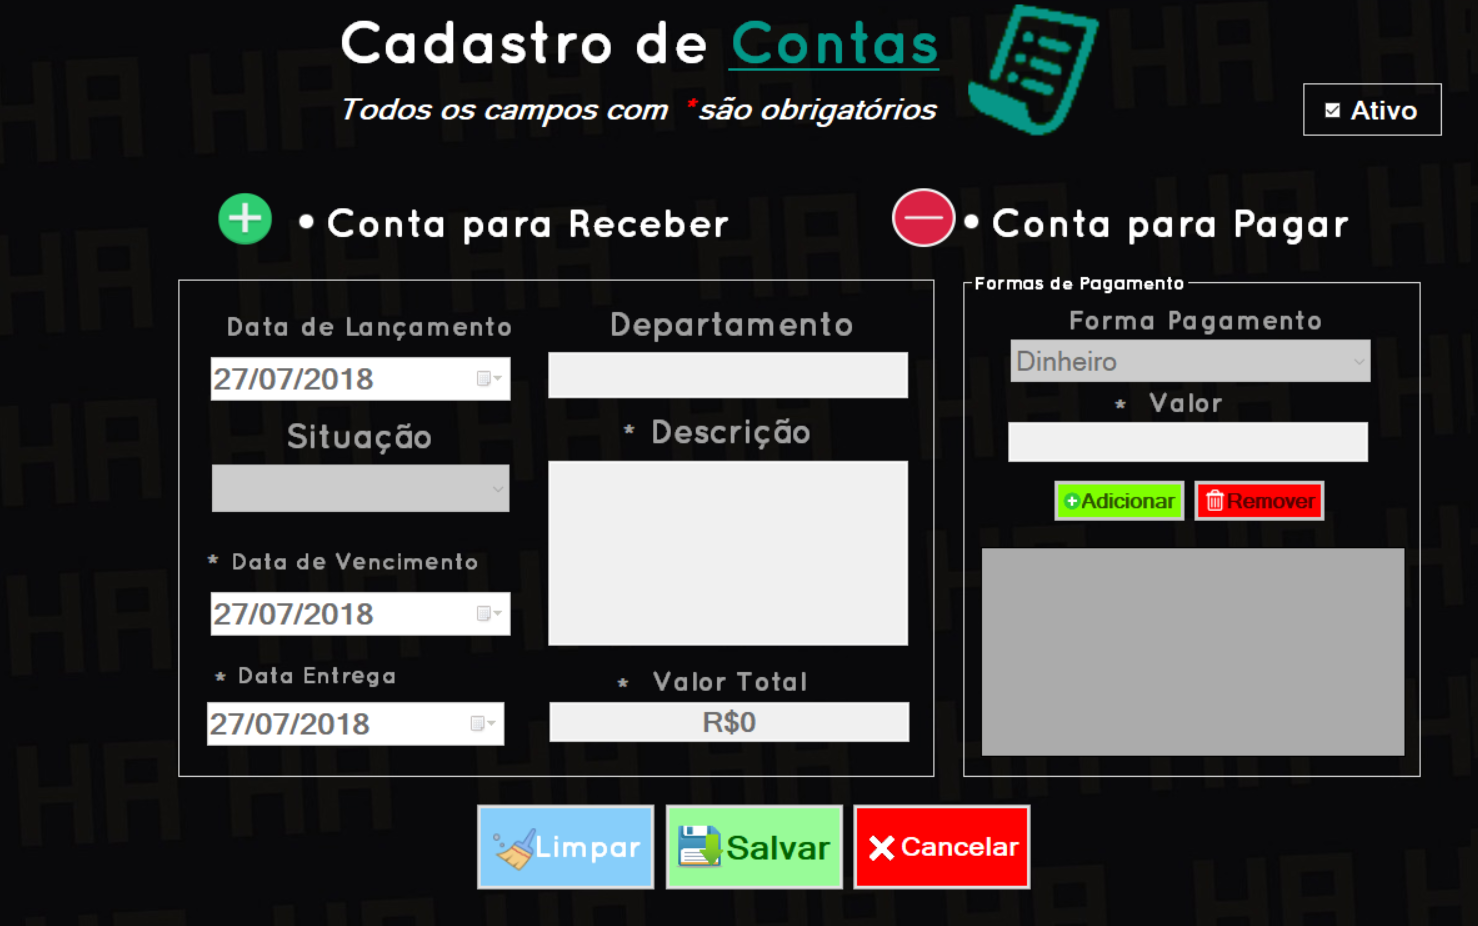 Cadastro de Contas
Todos os campos com *são obrigatórios
Ativo
• Conta para Receber
• Conta para Pagar
Data de Lançamento
27/07/2018
Situação
* Data de Vencimento
27/07/2018
* Data Entrega
27/07/2018
Departamento
* Descrição
* Valor Total
R$0
Formas de Pagamento
Forma Pagamento
Dinheiro
* Valor
Adicionar
Remover
Limpar
Salvar
Cancelar